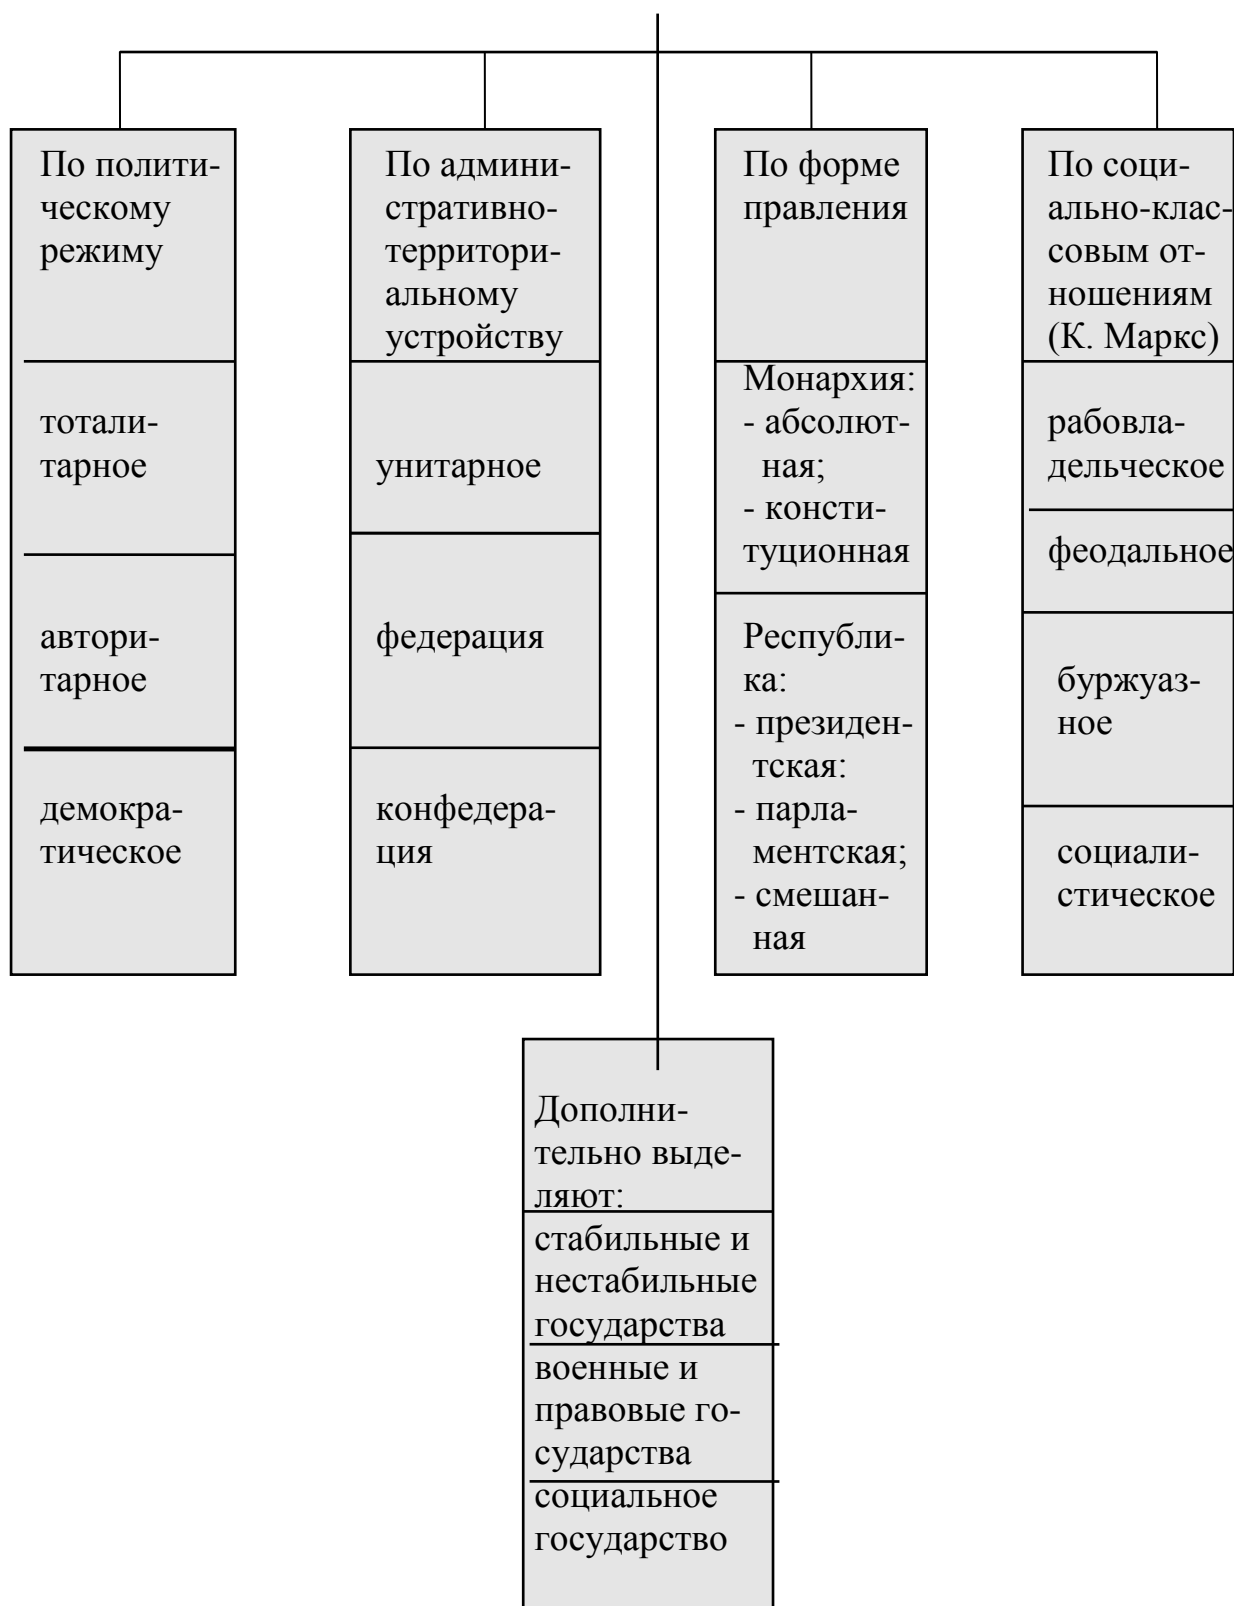 По полити-
ческому
режиму
тотали-
тарное
автори-
тарное
демокра-
тическое
По админи-
стративно-
территори-
альному
устройству
унитарное
федерация
конфедера-
ция
По форме
правления
Монархия:
- абсолют-
ная;
- консти-
туционная
Республи-
ка:
- президен-
тская:
- парла-
ментская;
- смешан-
ная
По соци-
ально-клас-
совым от-
ношениям
(К. Маркс)
рабовла-
дельческое
феодальное
буржуаз-
ное
социали-
стическое
Дополни-
тельно выде-
ляют:
стабильные и
нестабильные
государства
военные и
правовые го-
сударства
социальное
государство